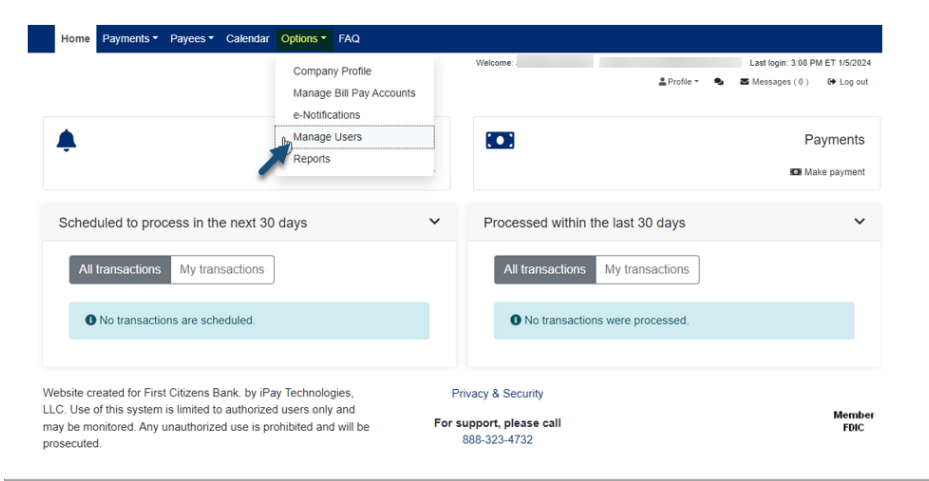 Home Payments Payees Calendar Options FAQ
Welcome:
Last login: 3:08 PM ET 1/5/2024
Profile Messages ( 0 ) Log out
Company Profile
Manage Bill Pay Accounts
e-Notifications
Manage Users
Reports
Payments
Make payment
Scheduled to process in the next 30 days
All transactions My transactions
No transactions are scheduled.
Processed within the last 30 days
All transactions My transactions
No transactions were processed.
Website created for First Citizens Bank. by iPay Technologies,
LLC. Use of this system is limited to authorized users only and
may be monitored. Any unauthorized use is prohibited and will be
prosecuted.
Privacy & Security
For support, please call
888-323-4732
Member
FDIC